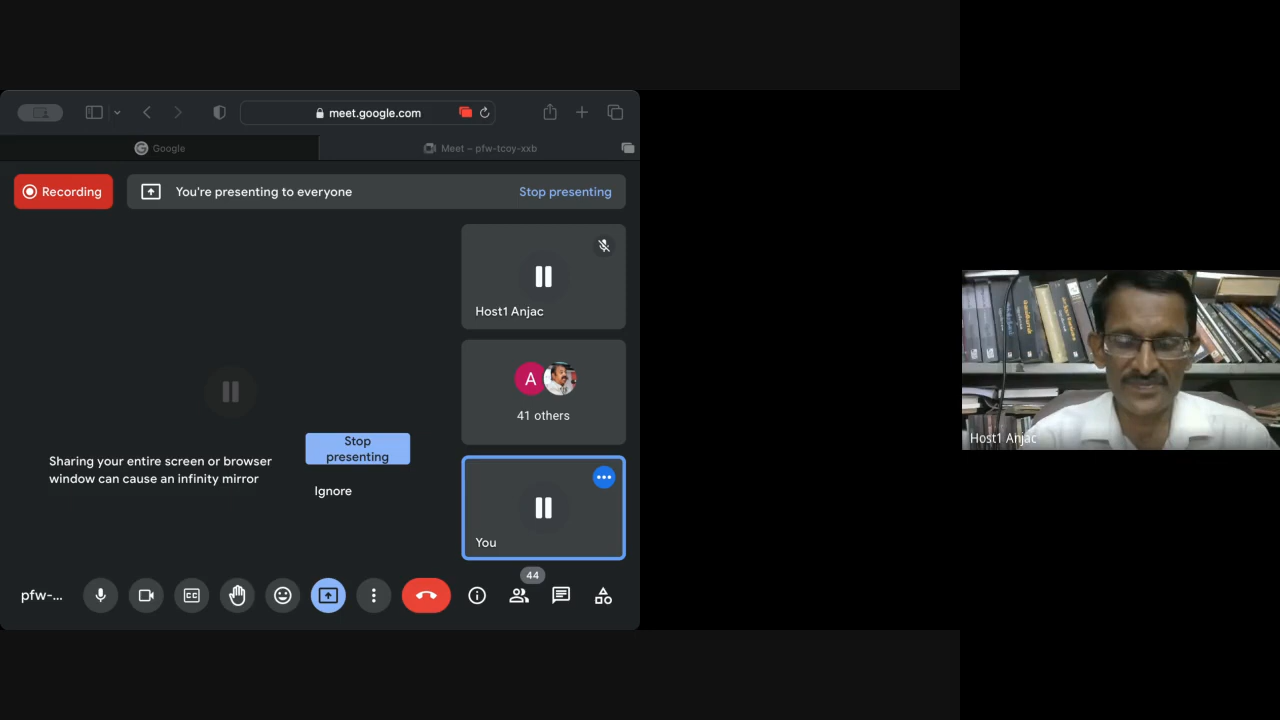 meet.google.com
Google
Meet – pfw-tcoy-xxb
Recording
You're presenting to everyone
Stop presenting
Host1 Anjac
A
41 others
Stop
presenting
Sharing your entire screen or browser
window can cause an infinity mirror
Ignore
You
44
pfw-...
Host1 Anjac